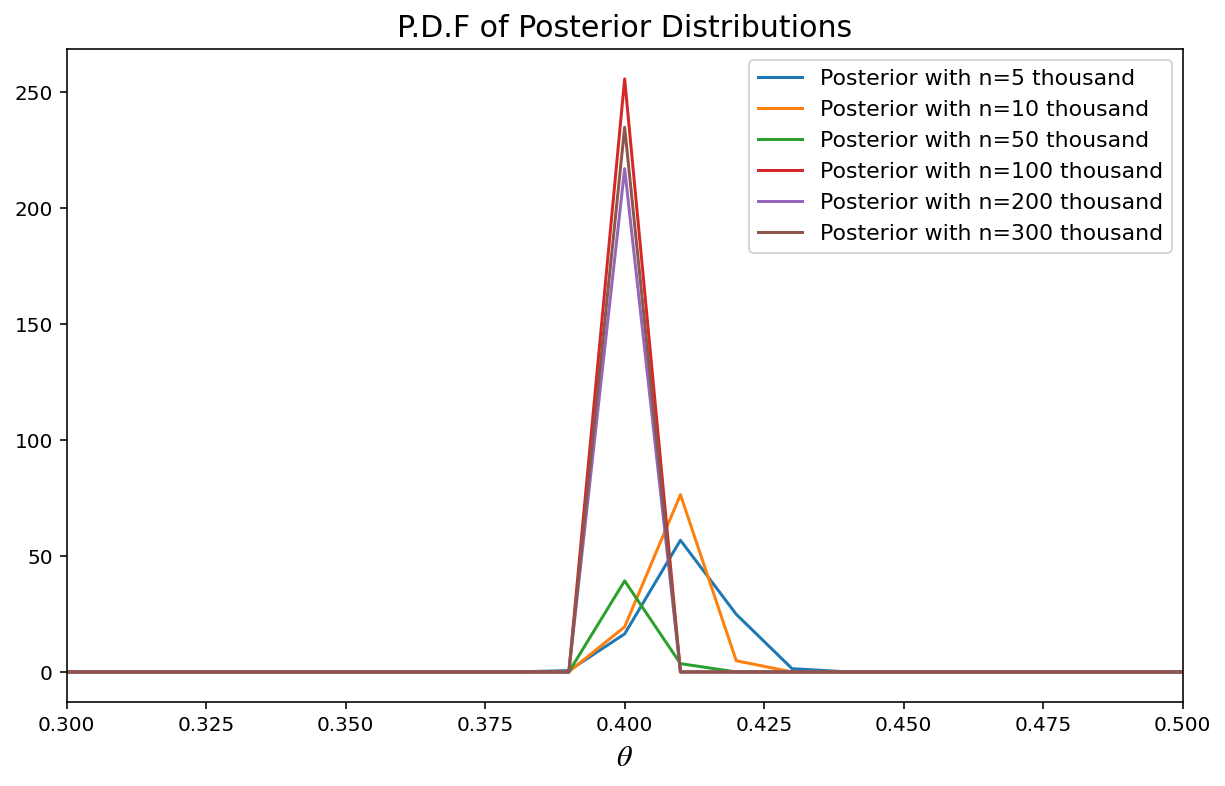 P.D.F of Posterior Distributions
Posterior with n=5 thousand
Posterior with n=10 thousand
Posterior with n=50 thousand
Posterior with n=100 thousand
Posterior with n=200 thousand
Posterior with n=300 thousand
250
200
150
100
50
0
0.300 0.325 0.350 0.375 0.400 0.425 0.450 0.475 0.500
θ